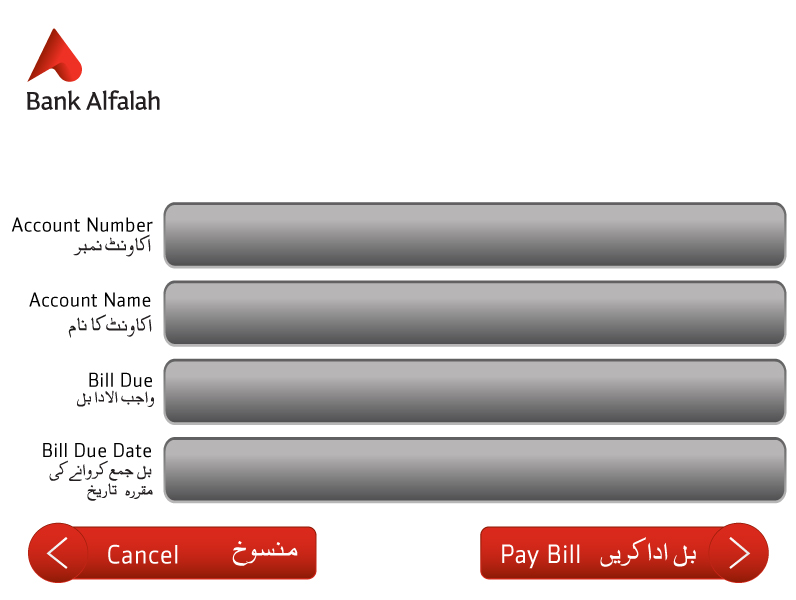 Bank Alfalah
Account Number
اکاونٹ نمبر
Account Name
اکاونٹ کا نام
Bill Due
واجب الادا بل
Bill Due Date
بل جمع کروانے کی
مقررہ تاریخ
Cancel منسوخ
Pay Bill بل ادا کریں